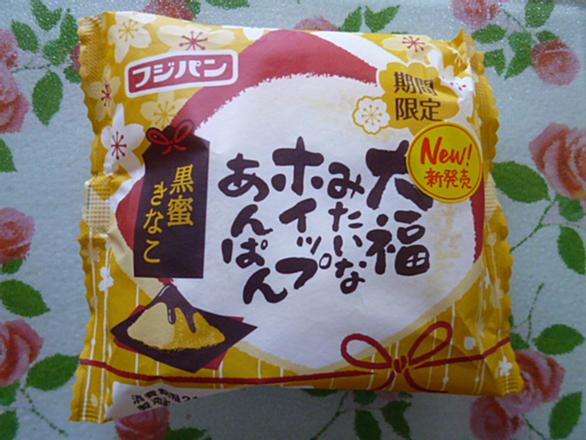 フジパン
期間
限定
New!
新発売
大福
みたいな
ホイップ
あんぱん
黒蜜
きなこ